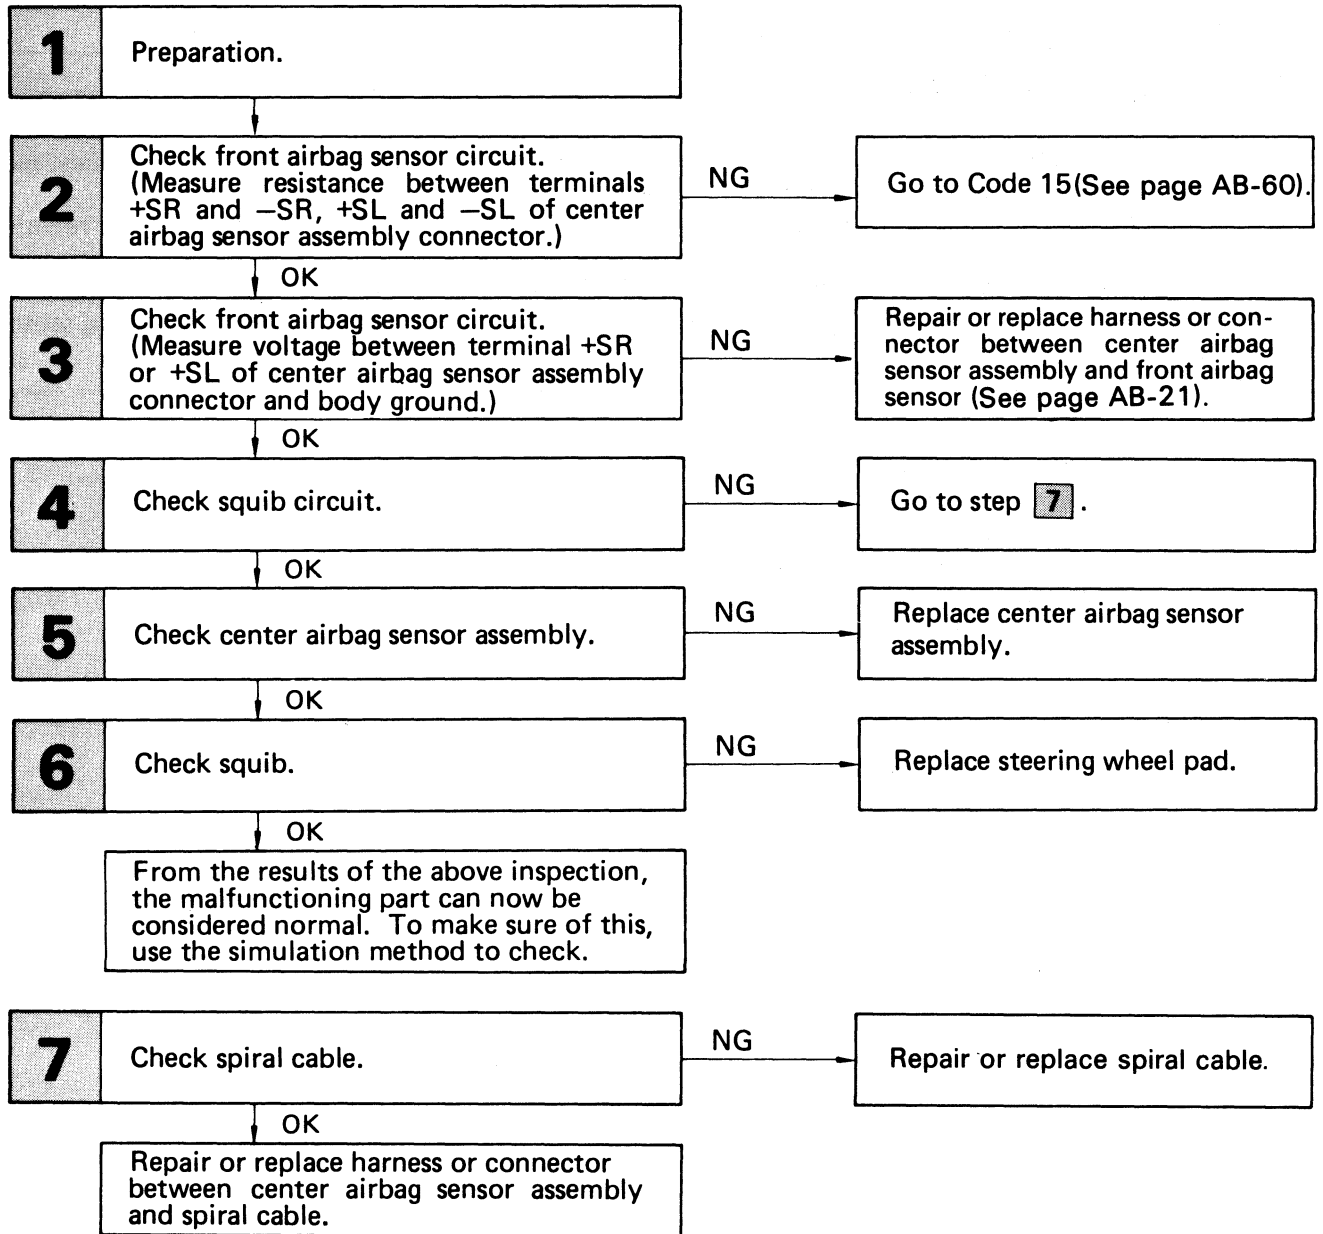 1
Preparation.
2
Check front airbag sensor circuit.
(Measure resistance between terminals
+SR and —SR, +SL and —SL of center
airbag sensor assembly connector.)
NG
Go to Code 15(See page AB-60).
OK
3
Check front airbag sensor circuit.
(Measure voltage between terminal +SR
or +SL of center airbag sensor assembly
connector and body ground.)
NG
Repair or replace harness or con-
nector between center airbag
sensor assembly and front airbag
sensor (See page AB-21).
OK
4
Check squib circuit.
NG
Go to step 7 .
OK
5
Check center airbag sensor assembly.
NG
Replace center airbag sensor
assembly.
OK
6
Check squib.
NG
Replace steering wheel pad.
OK
From the results of the above inspection,
the malfunctioning part can now be
considered normal. To make sure of this,
use the simulation method to check.
7
Check spiral cable.
NG
Repair or replace spiral cable.
OK
Repair or replace harness or connector
between center airbag sensor assembly
and spiral cable.